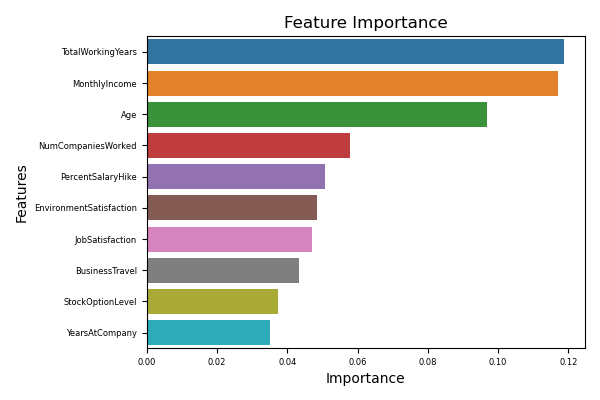 Feature Importance
TotalWorkingYears
MonthlyIncome
Age
NumCompaniesWorked
PercentSalaryHike
EnvironmentSatisfaction
JobSatisfaction
BusinessTravel
StockOptionLevel
YearsAtCompany
Features
0.00 0.02 0.04 0.06 0.08 0.10 0.12
Importance